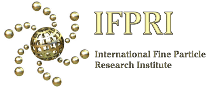 IFPRI
International Fine Particle
Research Institute